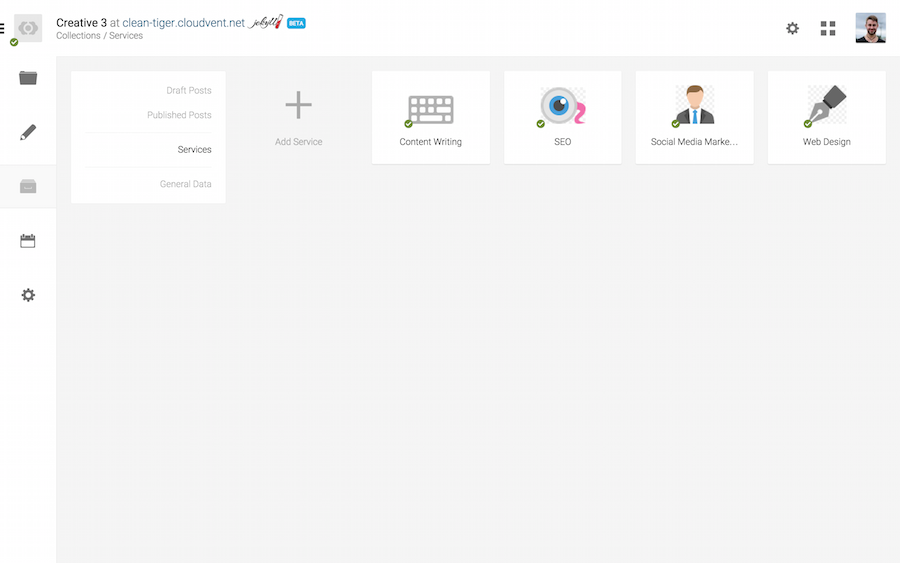 Creative 3 at clean-tiger.cloudvent.net jekyll BETA
Collections / Services
Draft Posts
Published Posts
Services
General Data
Add Service
Content Writing
SEO
Social Media Marke...
Web Design